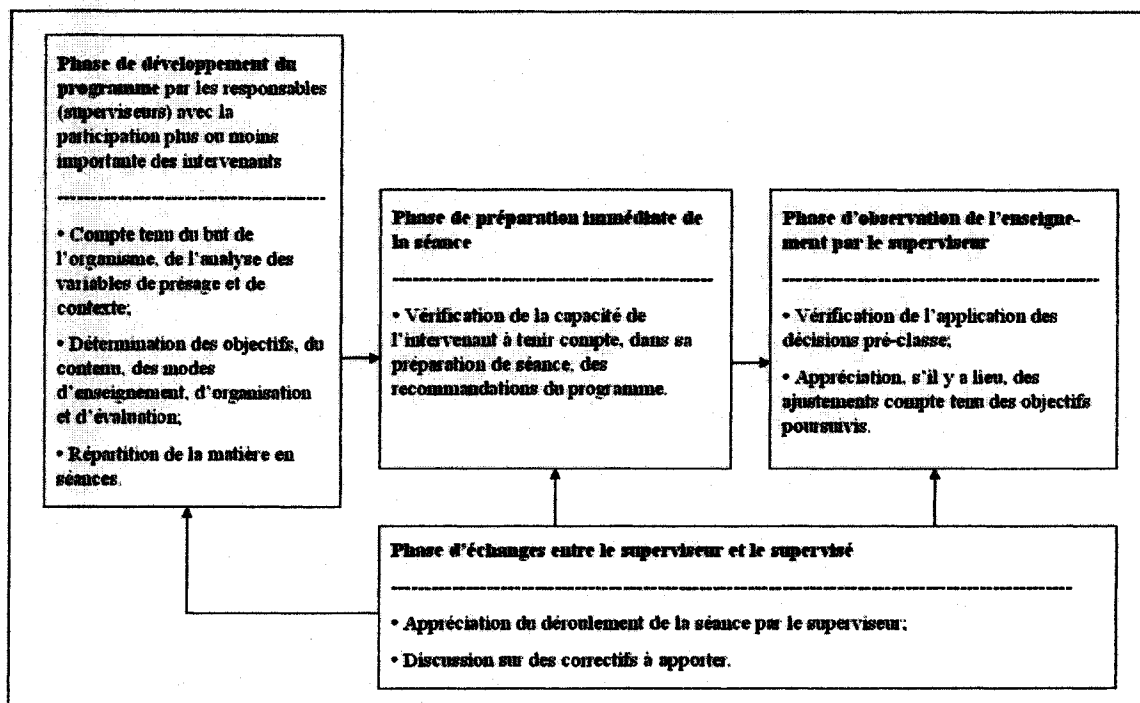 Phase de développement du
programme par les responsables
(superviseurs) avec la
participation plus ou moins
importante des intervenants
• Compte tenu du but de
l'organisme, de l'analyse des
variables de présage et de
contexte;
• Détermination des objectifs, du
contenu, des modes
d'enseignement, d'organisation
et d'évaluation;
• Répartition de la matière en
séances.
Phase de préparation immédiate de
la séance
• Vérification de la capacité de
l'intervenant à tenir compte, dans sa
préparation de séance, des
recommandations du programme.
Phase d'observation de l'enseigne-
ment par le superviseur
• Vérification de l'application des
décisions pré-classe;
• Appréciation, s'il y a lieu, des
ajustements compte tenu des objectifs
poursuivis.
Phase d'échanges entre le superviseur et le supervisé
• Appréciation du déroulement de la séance par le superviseur;
• Discussion sur des correctifs à apporter.